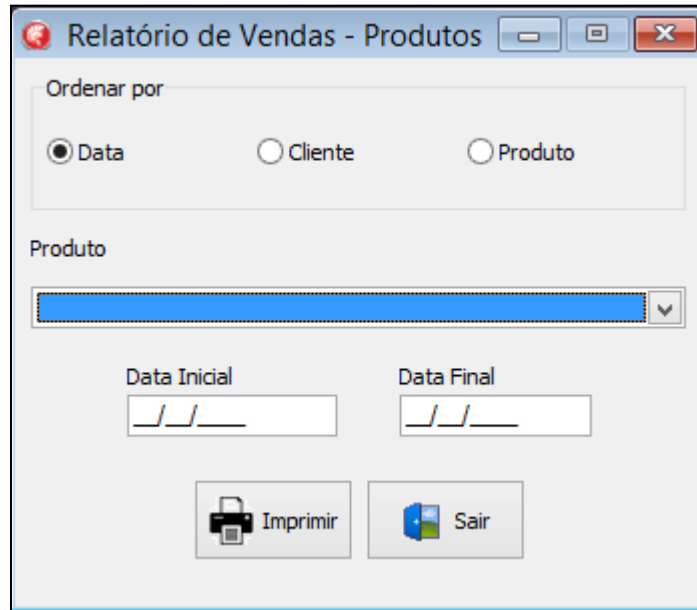 Relatório de Vendas - Produtos
Ordenar por
Data Cliente Produto
Produto
Data Inicial Data Final
__/__/____ __/__/____
Imprimir Sair